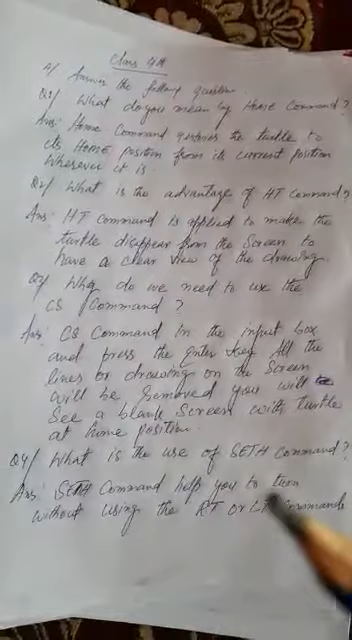 Class 4A
A/ Answer the following question.
Q1/ What do you mean by Home Command?
Ans: Home Command restores the turtle to
its Home position from its current position
wherever it is.
Q2/ What is the advantage of HT Command?
Ans: HT Command is applied to make the
turtle disappear from the Screen to
have a clear view of the drawing.
Q3/ Why do we need to use the
CS Command?
Ans: CS Command in the input box
and press the enter key. All the
lines or drawing on the Screen
will be removed you will
See a blank Screen with turtle
at home position.
Q4/ What is the use of SETH Command?
Ans: SETH Command help you to turn
without using the RT or LT Commands